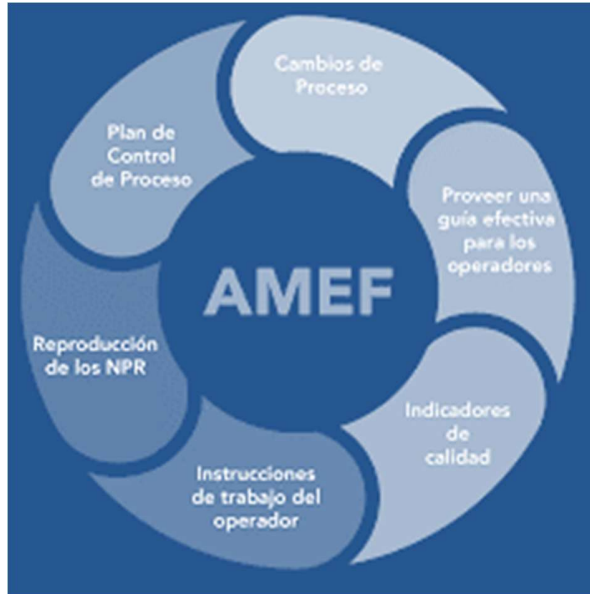 Cambios de
Proceso
Proveer una
guía efectiva
para los
operadores
Indicadores
de
calidad
Instrucciones
de trabajo del
operador
Reproducción
de los NPR
Plan de
Control
de Proceso
AMEF